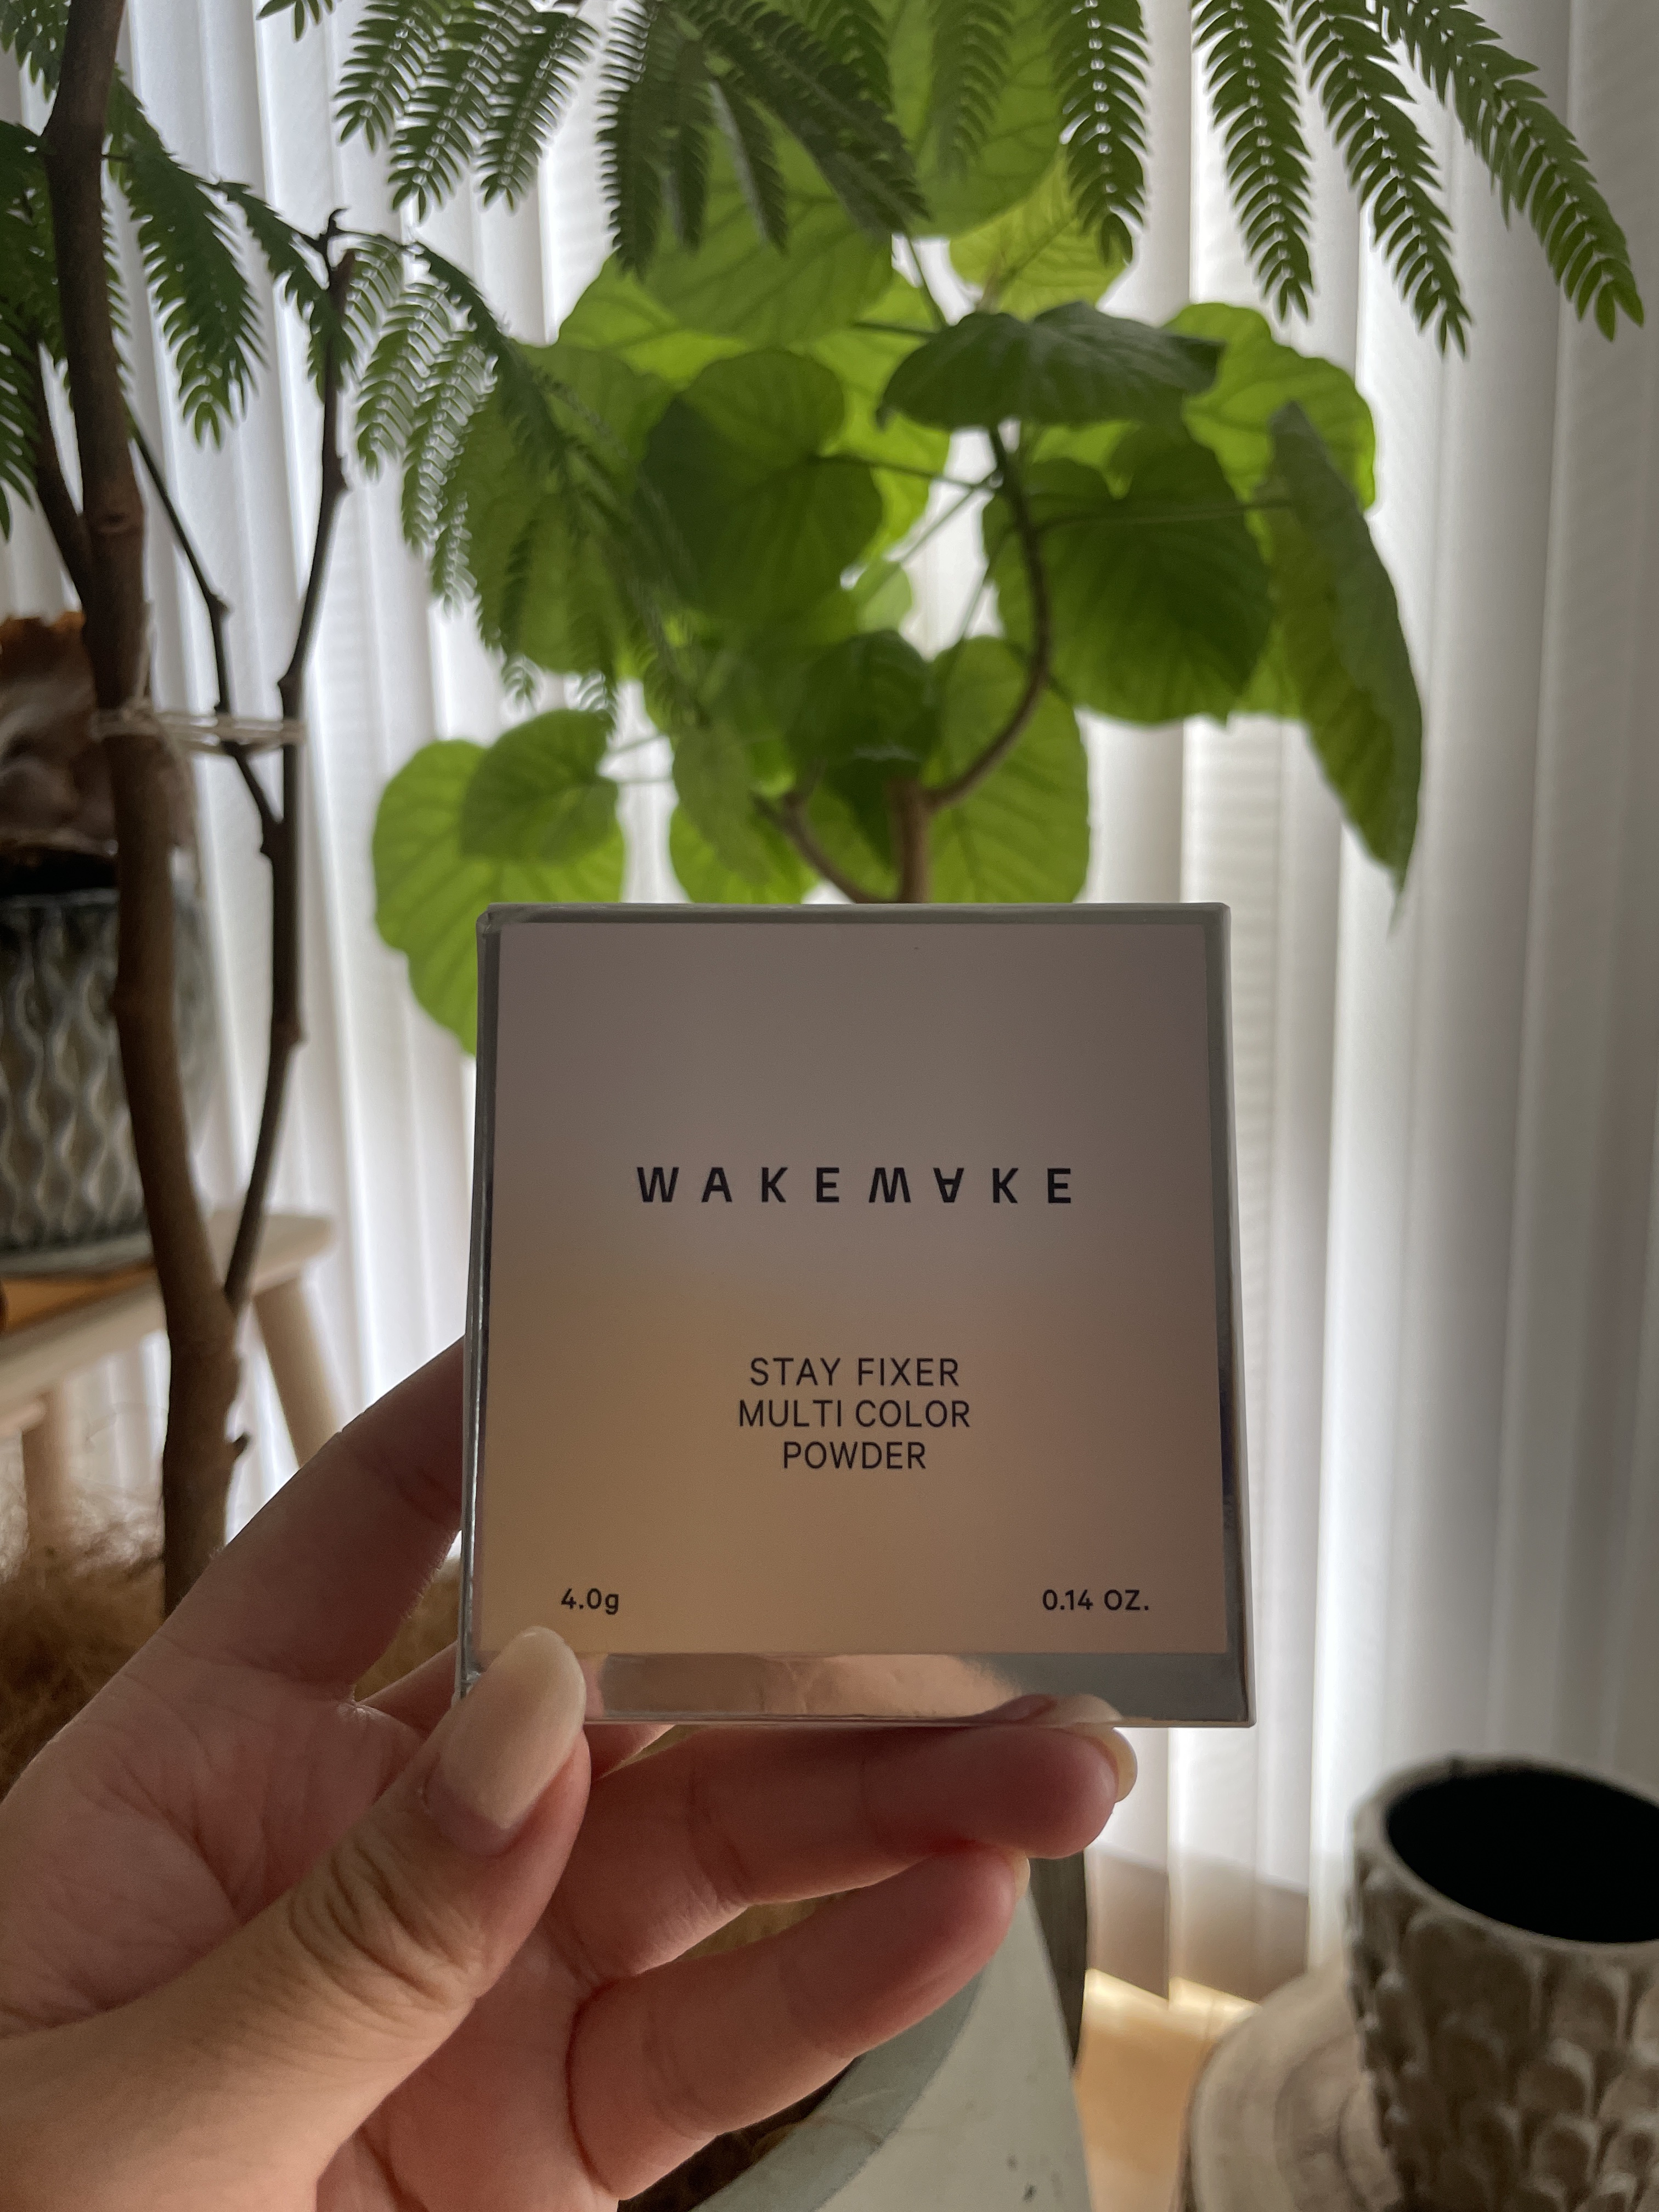 WAKEMAKE
STAY FIXER
MULTI COLOR
POWDER
4.0g 0.14 OZ.